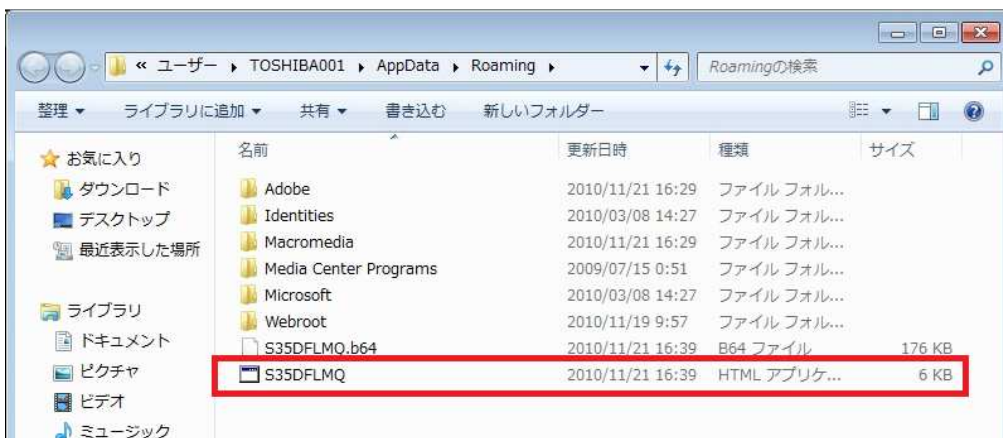 « ユーザー ▸ TOSHIBA001 ▸ AppData ▸ Roaming ▸ Roamingの検索
整理 ▾ ライブラリに追加 ▾ 共有 ▾ 書き込む 新しいフォルダー
お気に入り
ダウンロード
デスクトップ
最近表示した場所
ライブラリ
ドキュメント
ピクチャ
ビデオ
ミュージック
名前 更新日時 種類 サイズ
Adobe 2010/11/21 16:29 ファイル フォル...
Identities 2010/03/08 14:27 ファイル フォル...
Macromedia 2010/11/21 16:29 ファイル フォル...
Media Center Programs 2009/07/15 0:51 ファイル フォル...
Microsoft 2010/03/08 14:27 ファイル フォル...
Webroot 2010/11/19 9:57 ファイル フォル...
S35DFLMQ.b64 2010/11/21 16:39 B64 ファイル 176 KB
S35DFLMQ 2010/11/21 16:39 HTML アプリケ... 6 KB